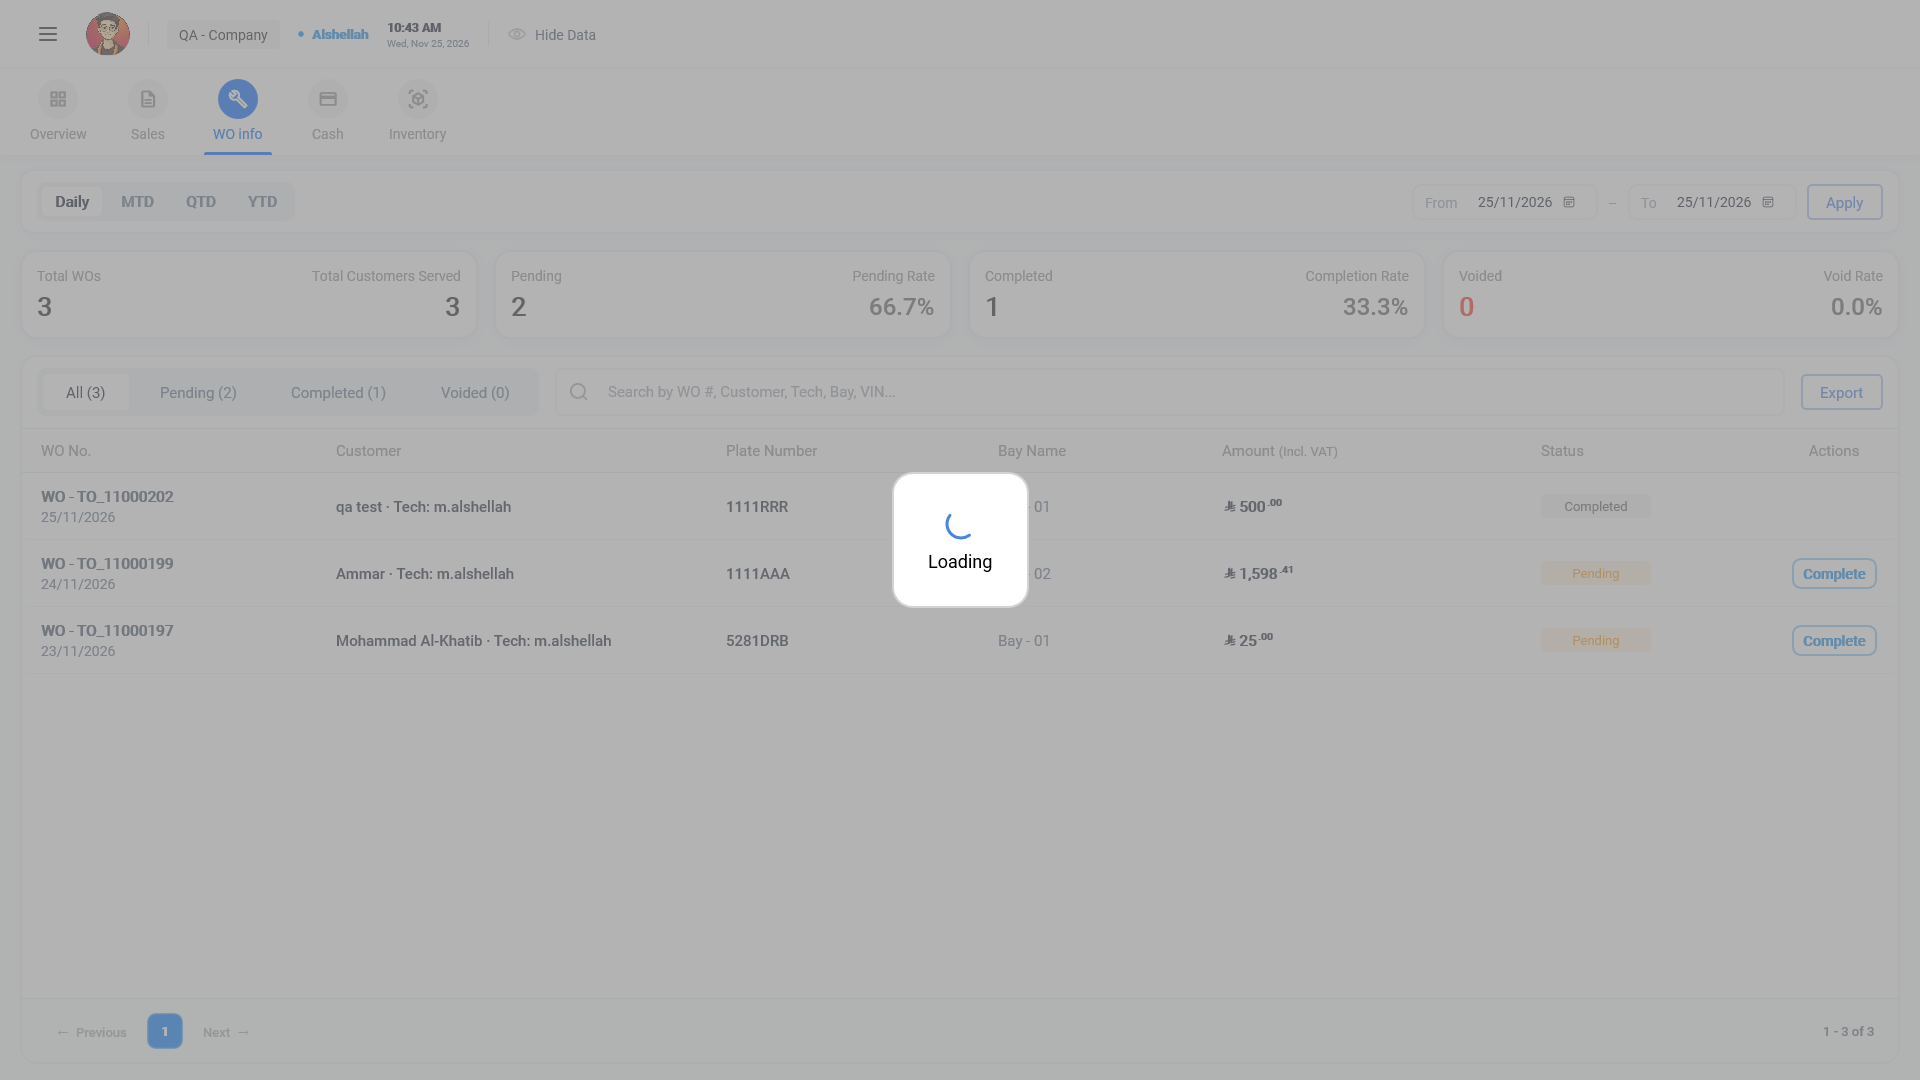 QA - Company
• Alshellah
10:43 AM
Wed, Nov 25, 2026
Hide Data
Overview
Sales
WO info
Cash
Inventory
Daily MTD QTD YTD
From 25/11/2026 – To 25/11/2026 Apply
Total WOs Total Customers Served
3 3
Pending Pending Rate
2 66.7%
Completed Completion Rate
1 33.3%
Voided Void Rate
0 0.0%
All (3) Pending (2) Completed (1) Voided (0)
Search by WO #, Customer, Tech, Bay, VIN...
Export
WO No. Customer Plate Number Bay Name Amount (Incl. VAT) Status Actions
WO - TO_11000202
25/11/2026
qa test · Tech: m.alshellah 1111RRR - 01 500.00 Completed
WO - TO_11000199
24/11/2026
Ammar · Tech: m.alshellah 1111AAA - 02 1,598.41 Pending Complete
WO - TO_11000197
23/11/2026
Mohammad Al-Khatib · Tech: m.alshellah 5281DRB Bay - 01 25.00 Pending Complete
Loading
← Previous 1 Next →
1 - 3 of 3